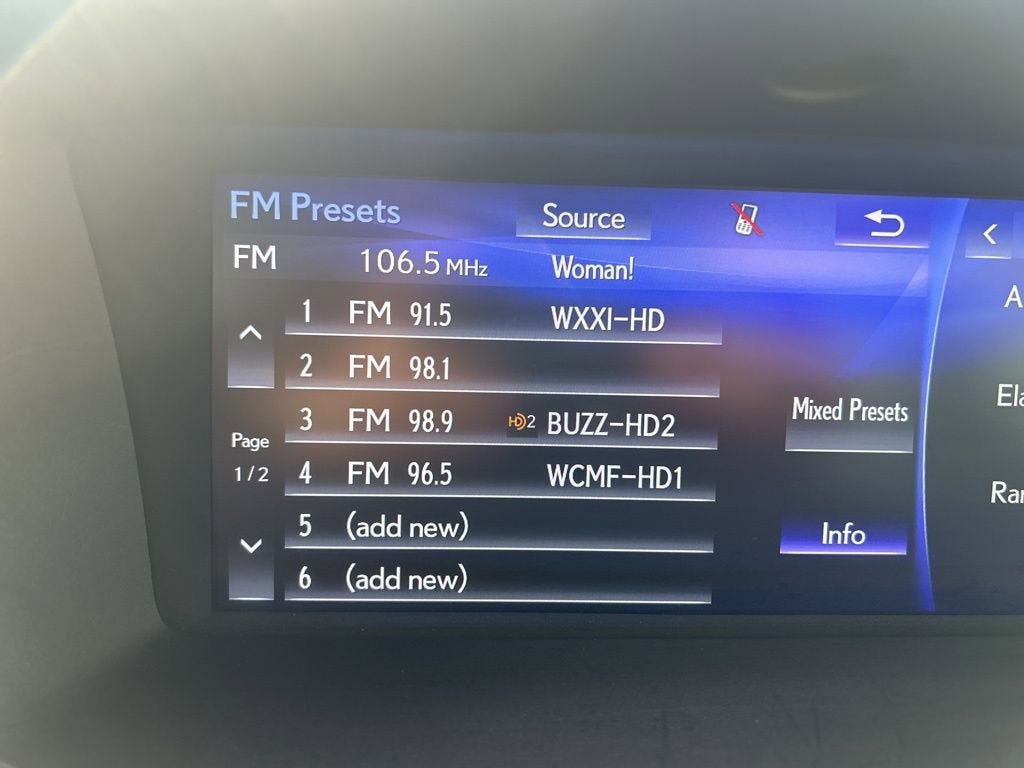 FM Presets Source
FM 106.5 MHz Woman!
1 FM 91.5 WXXI-HD
2 FM 98.1
3 FM 98.9 HD2 BUZZ-HD2
Mixed Presets
Page
1/2
4 FM 96.5 WCMF-HD1
5 (add new)
Info
6 (add new)